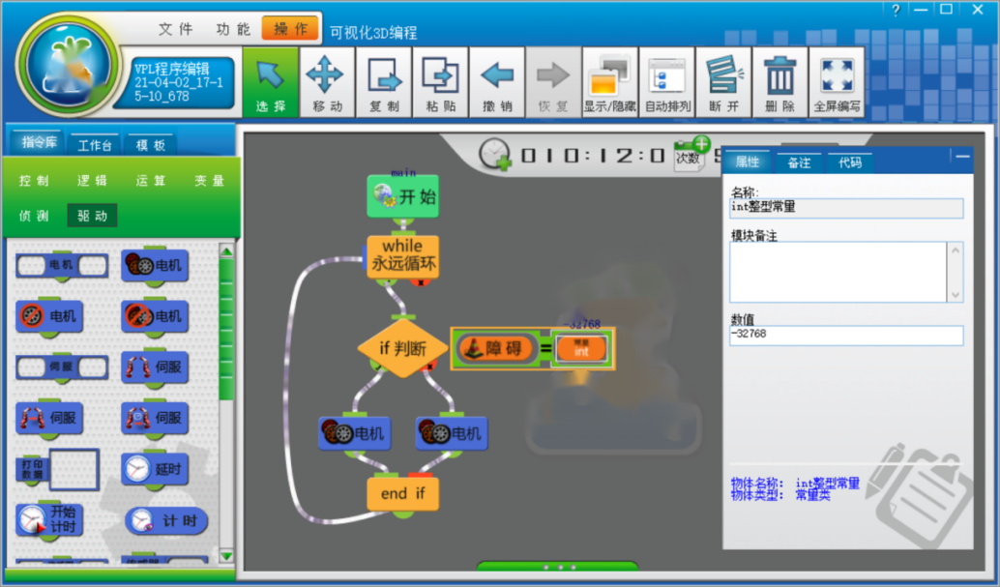 文件 功能 操作 可视化3D编程
VPL程序编辑
21-04-02_17-1
5-10_678
选择 移动 复制 粘贴 撤销 恢复 显示/隐藏 自动排列 断开 删除 全屏编写
指令库 工作台 模板
控制 逻辑 运算 变量
侦测 驱动
电机 电机
电机 电机
伺服 伺服
伺服 伺服
打印
数据
延时
开始
计时
计时
010:12:0 次数
main
开始
while
永远循环
if 判断
障碍 = 常量
int
-32768
电机 电机
end if
属性 备注 代码
名称:
int整型常量
模块备注
数值
-32768
物体名称: int整型常量
物体类型: 常量类